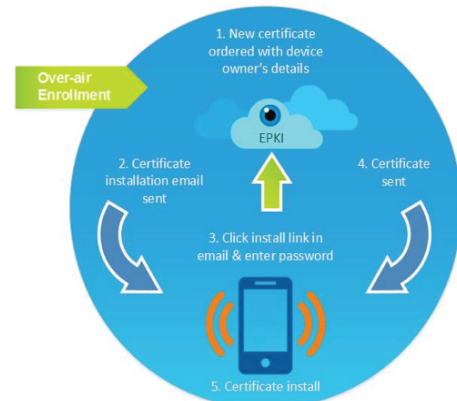 1. New certificate
ordered with device
owner's details
Over-air
Enrollment
EPKI
2. Certificate
installation email
sent
4. Certificate
sent
3. Click install link in
email & enter password
5. Certificate install